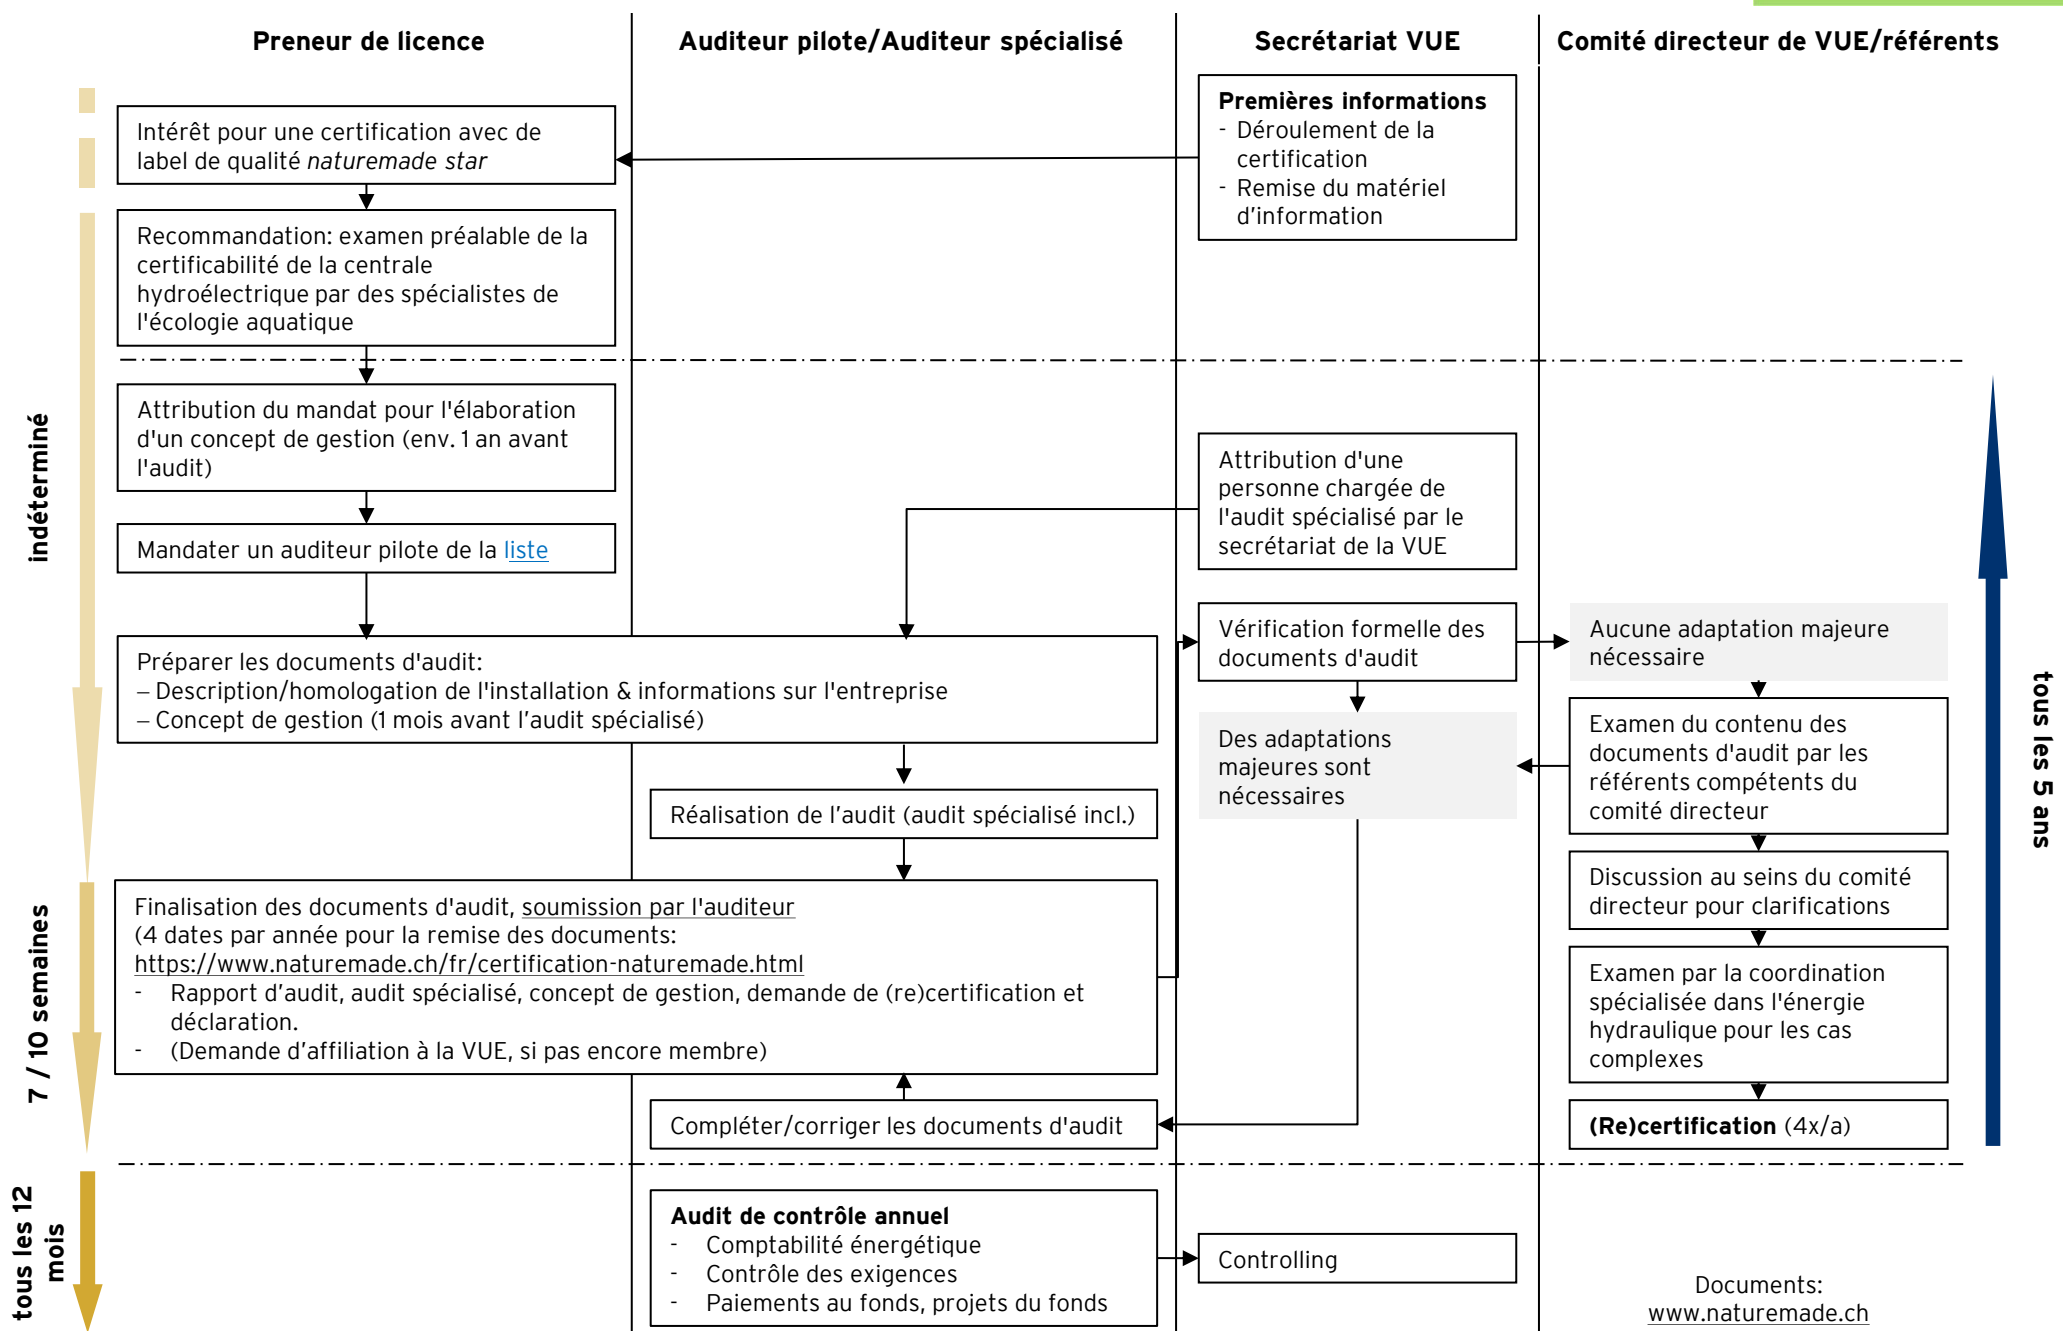 Preneur de licence
Auditeur pilote/Auditeur spécialisé
Secrétariat VUE
Comité directeur de VUE/référents
Premières informations
- Déroulement de la
certification
- Remise du matériel
d'information
Intérêt pour une certification avec de
label de qualité naturemade star
Recommandation: examen préalable de la
certificabilité de la centrale
hydroélectrique par des spécialistes de
l'écologie aquatique
Attribution du mandat pour l'élaboration
d'un concept de gestion (env. 1 an avant
l'audit)
Attribution d'une
personne chargée de
l'audit spécialisé par le
secrétariat de la VUE
Mandater un auditeur pilote de la liste
indéterminé
Préparer les documents d'audit:
– Description/homologation de l'installation & informations sur l'entreprise
– Concept de gestion (1 mois avant l’audit spécialisé)
Vérification formelle des
documents d'audit
Aucune adaptation majeure
nécessaire
Des adaptations
majeures sont
nécessaires
Examen du contenu des
documents d'audit par les
référents compétents du
comité directeur
tous les 5 ans
Réalisation de l’audit (audit spécialisé incl.)
Discussion au seins du comité
directeur pour clarifications
Finalisation des documents d'audit, soumission par l'auditeur
(4 dates par année pour la remise des documents:
https://www.naturemade.ch/fr/certification-naturemade.html
- Rapport d’audit, audit spécialisé, concept de gestion, demande de (re)certification et
déclaration.
- (Demande d’affiliation à la VUE, si pas encore membre)
Examen par la coordination
spécialisée dans l'énergie
hydraulique pour les cas
complexes
7 / 10 semaines
Compléter/corriger les documents d'audit
(Re)certification (4x/a)
tous les 12
mois
Audit de contrôle annuel
- Comptabilité énergétique
- Contrôle des exigences
- Paiements au fonds, projets du fonds
Controlling
Documents:
www.naturemade.ch